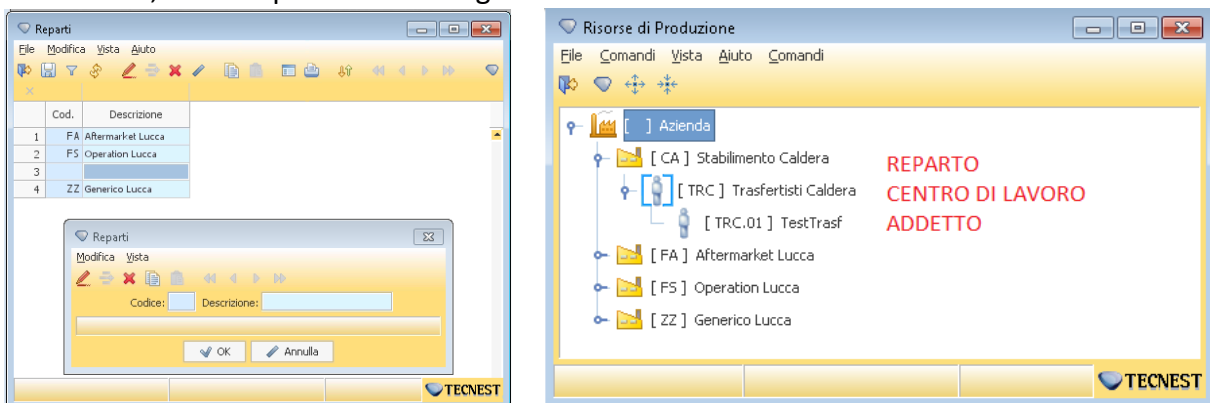 Reparti
File Modifica Vista Aiuto
Cod. Descrizione
1 FA Aftermarket Lucca
2 FS Operation Lucca
3
4 ZZ Generico Lucca
Reparti
Modifica Vista
Codice: Descrizione:
OK Annulla
TECNEST
Risorse di Produzione
File Comandi Vista Aiuto Comandi
[ ] Azienda
[ CA ] Stabilimento Caldera REPARTO
[ TRC ] Trasfertisti Caldera CENTRO DI LAVORO
[ TRC.01 ] TestTrasf ADDETTO
[ FA ] Aftermarket Lucca
[ FS ] Operation Lucca
[ ZZ ] Generico Lucca
TECNEST